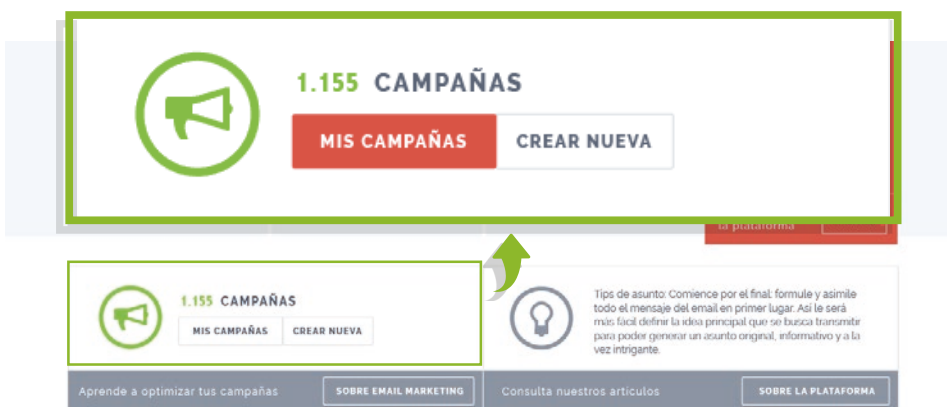 1.155 CAMPAÑAS
MIS CAMPAÑAS CREAR NUEVA
la plataforma
1.155 CAMPAÑAS
MIS CAMPAÑAS CREAR NUEVA
Tips de asunto: Comience por el final: formule y asimile
todo el mensaje del email en primer lugar. Así le será
más fácil definir la idea principal que se busca transmitir
para poder generar un asunto original, informativo y a la
vez intrigante.
Aprende a optimizar tus campañas SOBRE EMAIL MARKETING
Consulta nuestros articulos SOBRE LA PLATAFORMA